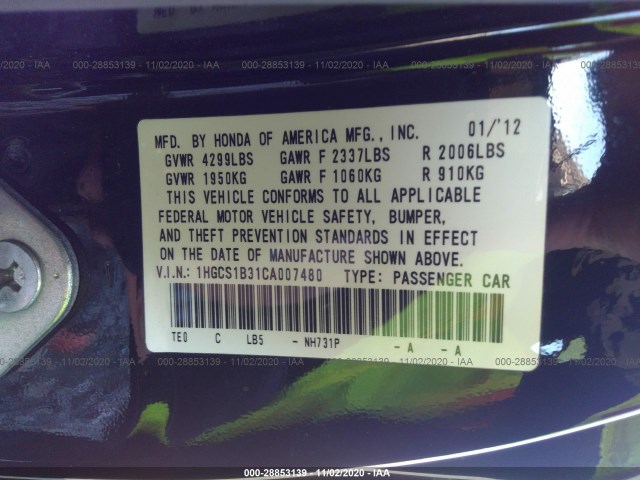 000-28853139 - 11/02/2020 - IAA
MFD. BY HONDA OF AMERICA MFG., INC. 01/'12
GVWR 4299LBS GAWR F 2337LBS R 2006LBS
GVWR 1950KG GAWR F 1060KG R 910KG
THIS VEHICLE CONFORMS TO ALL APPLICABLE
FEDERAL MOTOR VEHICLE SAFETY, BUMPER,
AND THEFT PREVENTION STANDARDS IN EFFECT
ON THE DATE OF MANUFACTURE SHOWN ABOVE.
V.I.N.: 1HGCS1B31CA007480 TYPE: PASSENGER CAR
TE0 C LB5 - NH731P - A - A
000-28853139 - 11/02/2020 - IAA